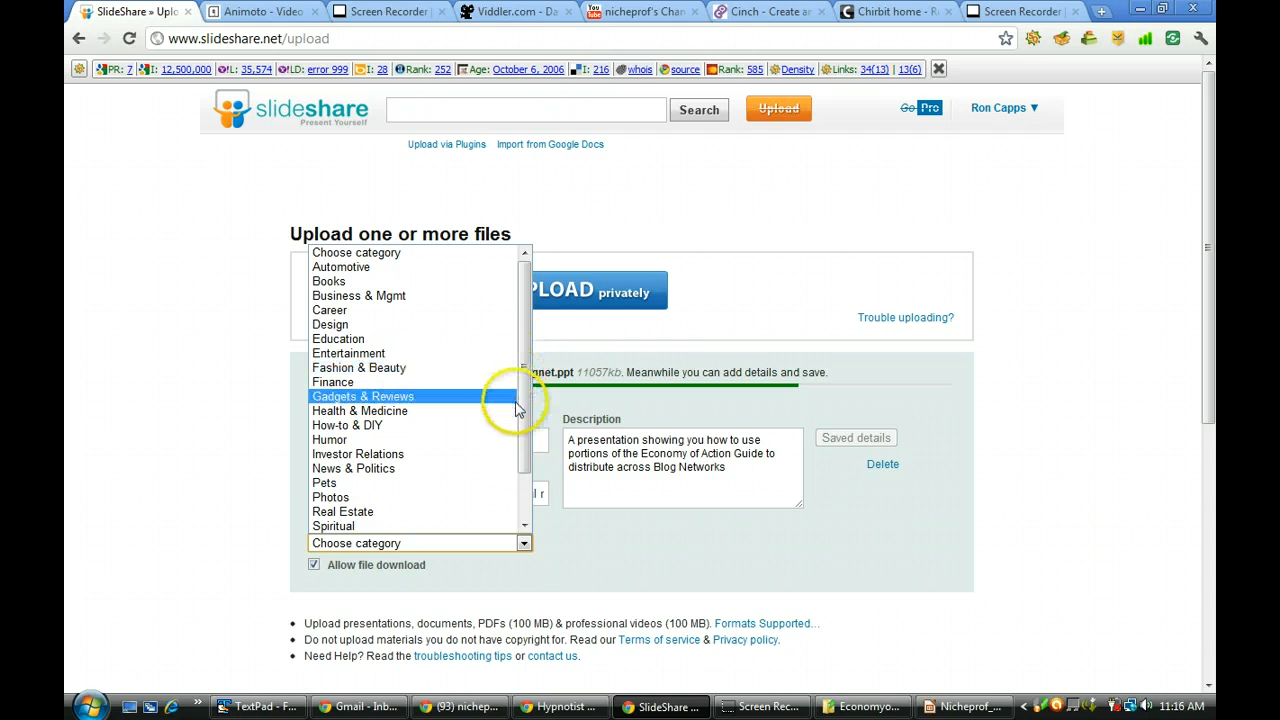 SlideShare » Uplo
Animoto - Video
Screen Recorder
Viddler.com - Da
You Tube
nicheprof's Chan
Cinch - Create an
Chirbit home - R
Screen Recorder
www.slideshare.net/upload
PR: 7
I: 12,500,000
L: 35,574
LD: error 999
I: 28
Rank: 252
Age: October 6, 2006
I: 216
whois
source
Rank: 585
Density
Links: 34(13) | 13(6)
slideshare
Present Yourself
Search
Upload
Go Pro
Ron Capps ▼
Upload via Plugins
Import from Google Docs
Upload one or more files
PLOAD privately
Trouble uploading?
Choose category
Automotive
Books
Business & Mgmt
Career
Design
Education
Entertainment
Fashion & Beauty
Finance
Gadgets & Reviews
Health & Medicine
How-to & DIY
Humor
Investor Relations
News & Politics
Pets
Photos
Real Estate
Spiritual
Choose category
nnet.ppt 11057kb. Meanwhile you can add details and save.
Description
A presentation showing you how to use
portions of the Economy of Action Guide to
distribute across Blog Networks
Saved details
Delete
al r
Allow file download
Upload presentations, documents, PDFs (100 MB) & professional videos (100 MB). Formats Supported...
Do not upload materials you do not have copyright for. Read our Terms of service & Privacy policy.
Need Help? Read the troubleshooting tips or contact us.
TextPad - F...
Gmail - Inb...
(93) nichep...
Hypnotist ...
SlideShare ...
Screen Rec...
Economyo...
Nicheprof_...
11:16 AM